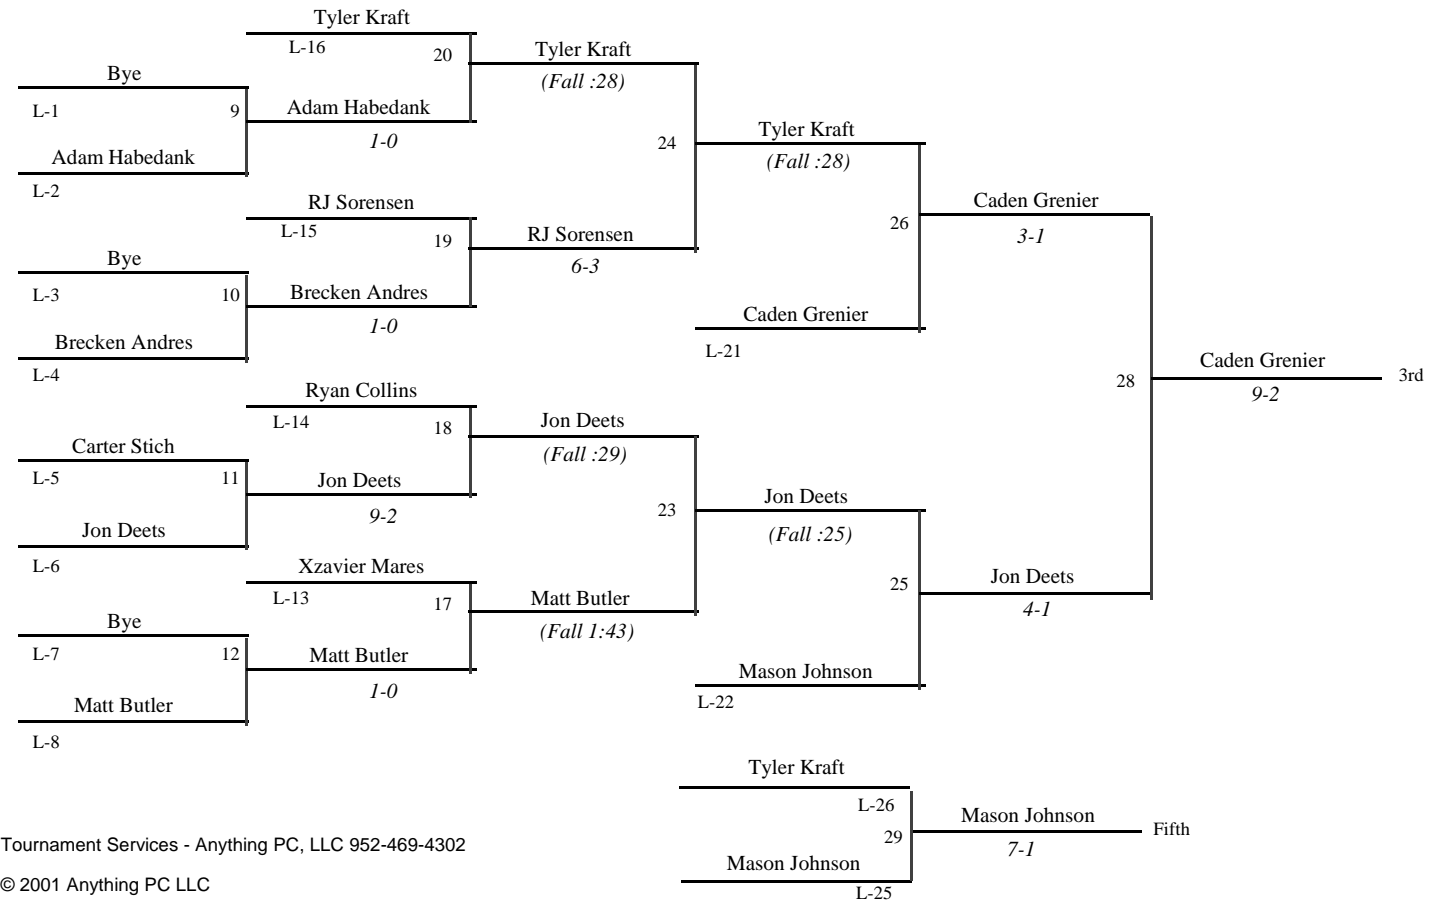 Tyler Kraft
L-16
20
Tyler Kraft
(Fall :28)
Bye
L-1
9
Adam Habedank
1-0
Adam Habedank
L-2
24
Tyler Kraft
(Fall :28)
RJ Sorensen
L-15
19
RJ Sorensen
6-3
Bye
L-3
10
Brecken Andres
1-0
Brecken Andres
L-4
26
Caden Grenier
3-1
Caden Grenier
L-21
28
Caden Grenier
9-2
3rd
Ryan Collins
L-14
18
Jon Deets
(Fall :29)
Carter Stich
L-5
11
Jon Deets
9-2
Jon Deets
L-6
23
Jon Deets
(Fall :25)
Xzavier Mares
L-13
17
Matt Butler
(Fall 1:43)
25
Jon Deets
4-1
Bye
L-7
12
Matt Butler
1-0
Matt Butler
L-8
Mason Johnson
L-22
Tyler Kraft
L-26
29
Mason Johnson
7-1
Fifth
Mason Johnson
L-25
Tournament Services - Anything PC, LLC 952-469-4302
© 2001 Anything PC LLC